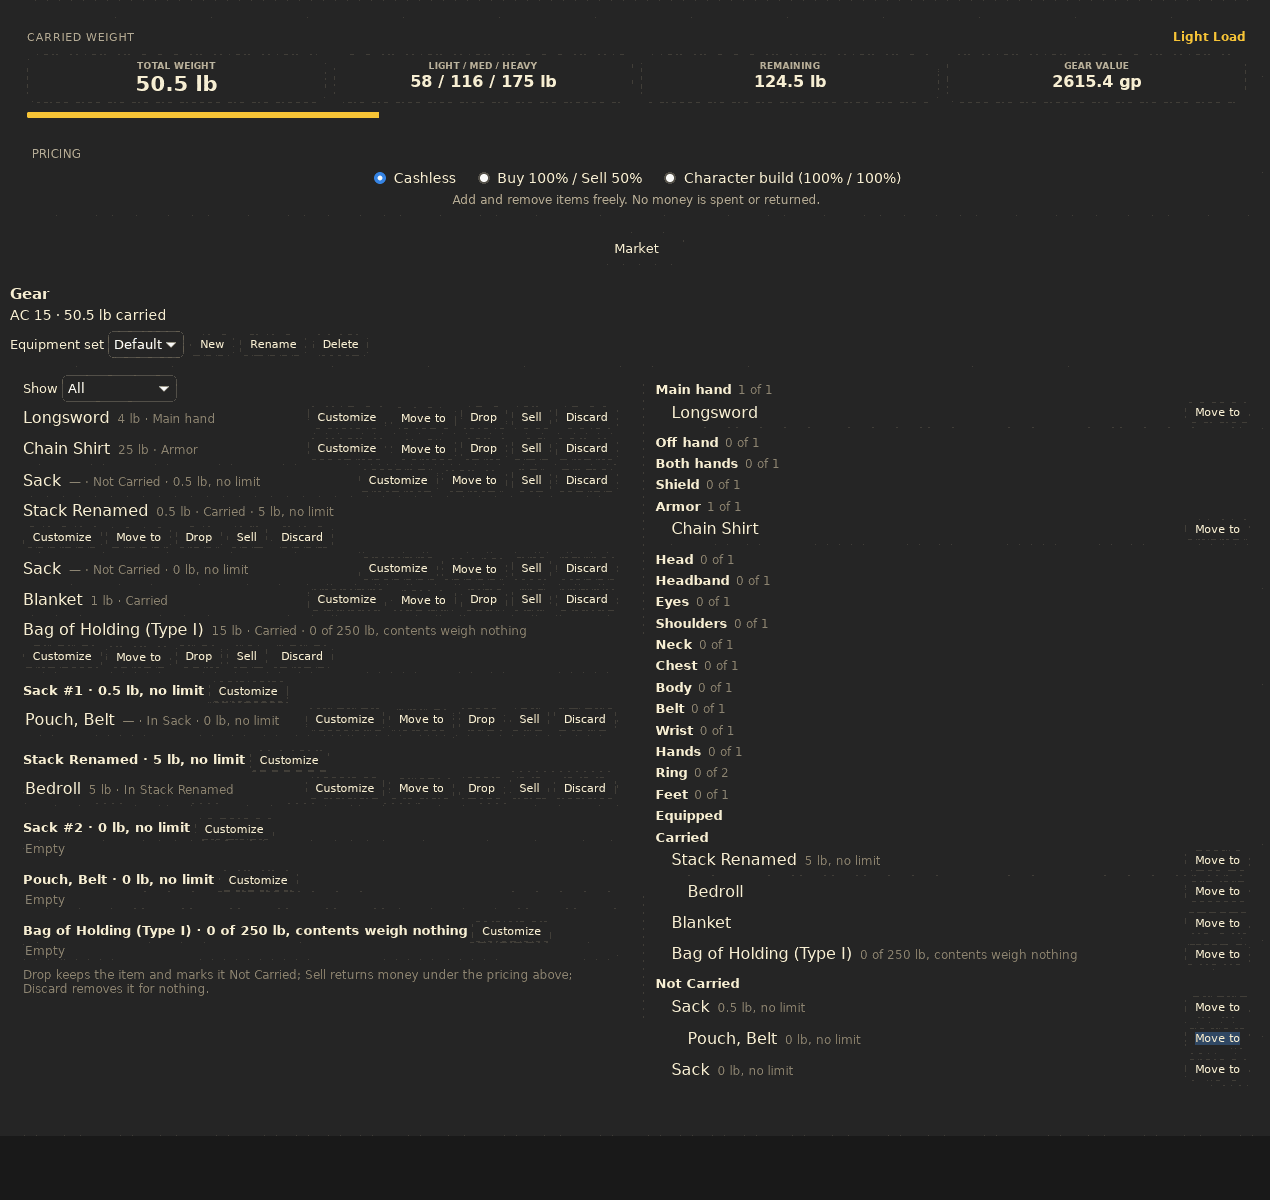 CARRIED WEIGHT
Light Load
TOTAL WEIGHT
50.5 lb
LIGHT / MED / HEAVY
58 / 116 / 175 lb
REMAINING
124.5 lb
GEAR VALUE
2615.4 gp
PRICING
Cashless Buy 100% / Sell 50% Character build (100% / 100%)
Add and remove items freely. No money is spent or returned.
Market
Gear
AC 15 · 50.5 lb carried
Equipment set Default New Rename Delete
Show All
Longsword 4 lb · Main hand Customize Move to Drop Sell Discard
Chain Shirt 25 lb · Armor Customize Move to Drop Sell Discard
Sack — · Not Carried · 0.5 lb, no limit Customize Move to Sell Discard
Stack Renamed 0.5 lb · Carried · 5 lb, no limit
Customize Move to Drop Sell Discard
Sack — · Not Carried · 0 lb, no limit Customize Move to Sell Discard
Blanket 1 lb · Carried Customize Move to Drop Sell Discard
Bag of Holding (Type I) 15 lb · Carried · 0 of 250 lb, contents weigh nothing
Customize Move to Drop Sell Discard
Sack #1 · 0.5 lb, no limit Customize
Pouch, Belt — · In Sack · 0 lb, no limit Customize Move to Drop Sell Discard
Stack Renamed · 5 lb, no limit Customize
Bedroll 5 lb · In Stack Renamed Customize Move to Drop Sell Discard
Sack #2 · 0 lb, no limit Customize
Empty
Pouch, Belt · 0 lb, no limit Customize
Empty
Bag of Holding (Type I) · 0 of 250 lb, contents weigh nothing Customize
Empty
Drop keeps the item and marks it Not Carried; Sell returns money under the pricing above;
Discard removes it for nothing.
Main hand 1 of 1
Longsword Move to
Off hand 0 of 1
Both hands 0 of 1
Shield 0 of 1
Armor 1 of 1
Chain Shirt Move to
Head 0 of 1
Headband 0 of 1
Eyes 0 of 1
Shoulders 0 of 1
Neck 0 of 1
Chest 0 of 1
Body 0 of 1
Belt 0 of 1
Wrist 0 of 1
Hands 0 of 1
Ring 0 of 2
Feet 0 of 1
Equipped
Carried
Stack Renamed 5 lb, no limit Move to
Bedroll Move to
Blanket Move to
Bag of Holding (Type I) 0 of 250 lb, contents weigh nothing Move to
Not Carried
Sack 0.5 lb, no limit Move to
Pouch, Belt 0 lb, no limit Move to
Sack 0 lb, no limit Move to